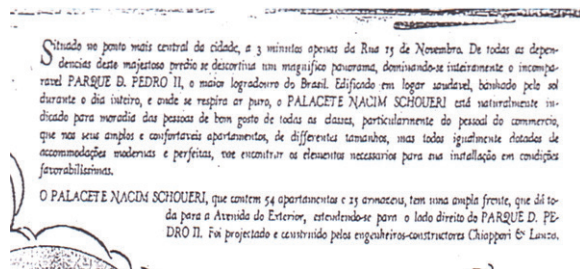 Situado no ponto mais central da cidade, a 3 minutos apenas da Rua 15 de Novembro. De todas as depen-
dencias deste majestoso predio se descortina um magnifico panorama, dominando-se inteiramente o incompa-
ravel PARQUE D. PEDRO II, o maior logradouro do Brasil. Edificado em logar saudavel, banhado pelo sol
durante o dia inteiro, e onde se respira ar puro, o PALACETE NACIM SCHOUERI está naturalmente in-
dicado para moradia das pessoas de bom gosto de todas as classes, particularmente do pessoal do commercio,
que nos seus amplos e confortaveis apartamentos, de differentes tamanhos, mas todos igualmente dotados de
accommodações modernas e perfeitas, vae encontrar os elementos necessarios para sua installação em condições
favorabilissimas.
O PALACETE NACIM SCHOUERI, que contem 54 apartamentos e 25 armazens, tem uma ampla frente, que dá to-
da para a Avenida do Exterior, estendendo-se para o lado direito do PARQUE D. PE-
DRO II. Foi projectado e construido pelos engenheiros-constructores Chiappori & Lanza.